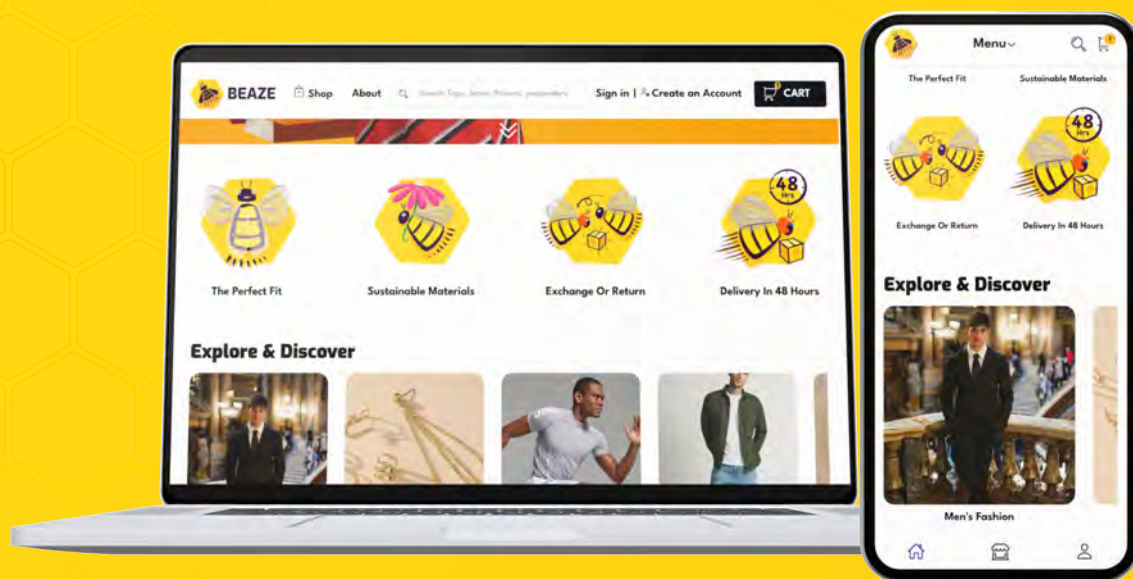 BEAZE
Shop
About
Sign in | Create an Account
CART
48
Hrs
The Perfect Fit
Sustainable Materials
Exchange Or Return
Delivery In 48 Hours
Explore & Discover
Menu
The Perfect Fit
Sustainable Materials
48
Hrs
Exchange Or Return
Delivery In 48 Hours
Explore & Discover
Men's Fashion